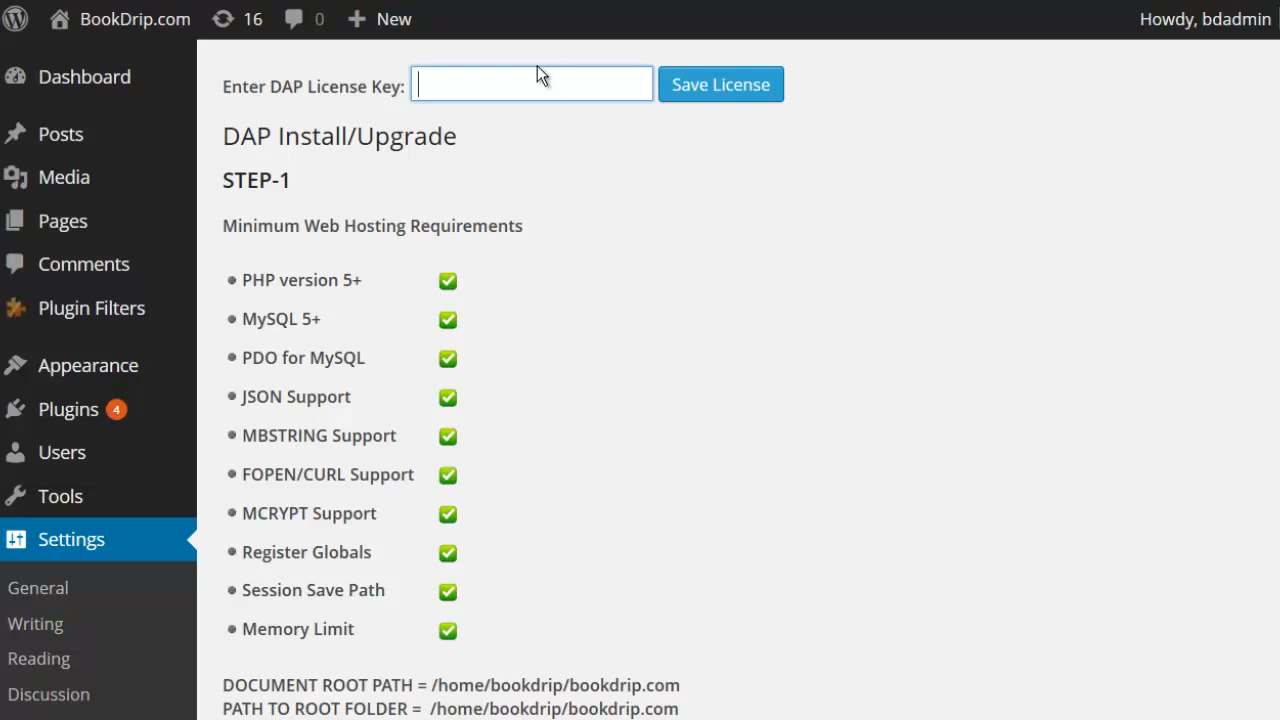 BookDrip.com 16 0 New Howdy, bdadmin
Dashboard
Posts
Media
Pages
Comments
Plugin Filters
Appearance
Plugins 4
Users
Tools
Settings
General
Writing
Reading
Discussion
Enter DAP License Key: Save License
DAP Install/Upgrade
STEP-1
Minimum Web Hosting Requirements
PHP version 5+
MySQL 5+
PDO for MySQL
JSON Support
MBSTRING Support
FOPEN/CURL Support
MCRYPT Support
Register Globals
Session Save Path
Memory Limit
DOCUMENT ROOT PATH = /home/bookdrip/bookdrip.com
PATH TO ROOT FOLDER = /home/bookdrip/bookdrip.com